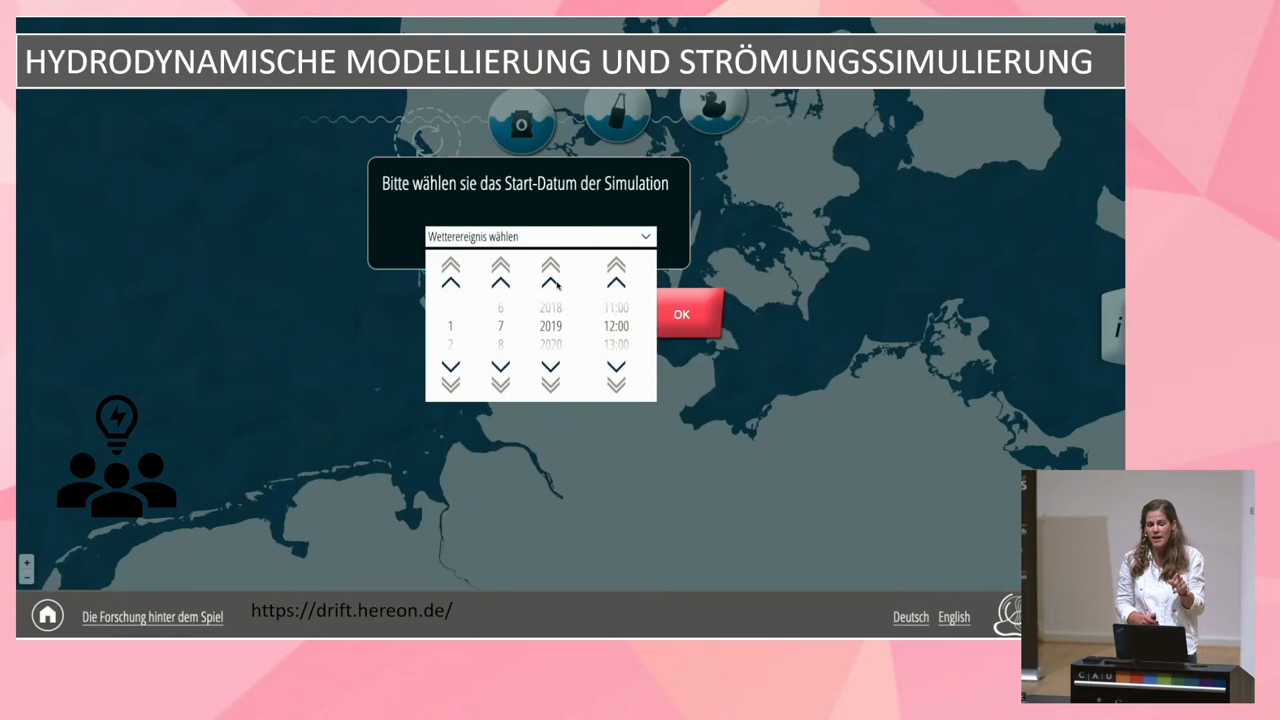 HYDRODYNAMISCHE MODELLIERUNG UND STRÖMUNGSSIMULIERUNG
Bitte wählen sie das Start-Datum der Simulation
Wetterereignis wählen
6 2018 11:00
1 7 2019 12:00
2 8 2020 13:00
OK
i
+
-
Die Forschung hinter dem Spiel
https://drift.hereon.de/
Deutsch English
C|A|U